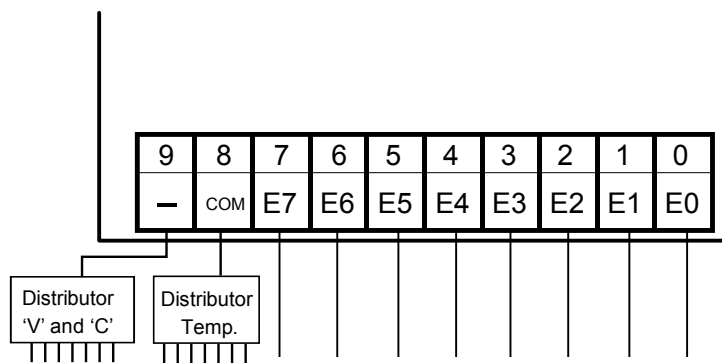 9 8 7 6 5 4 3 2 1 0
– COM E7 E6 E5 E4 E3 E2 E1 E0
Distributor
‘V’ and ‘C’
Distributor
Temp.